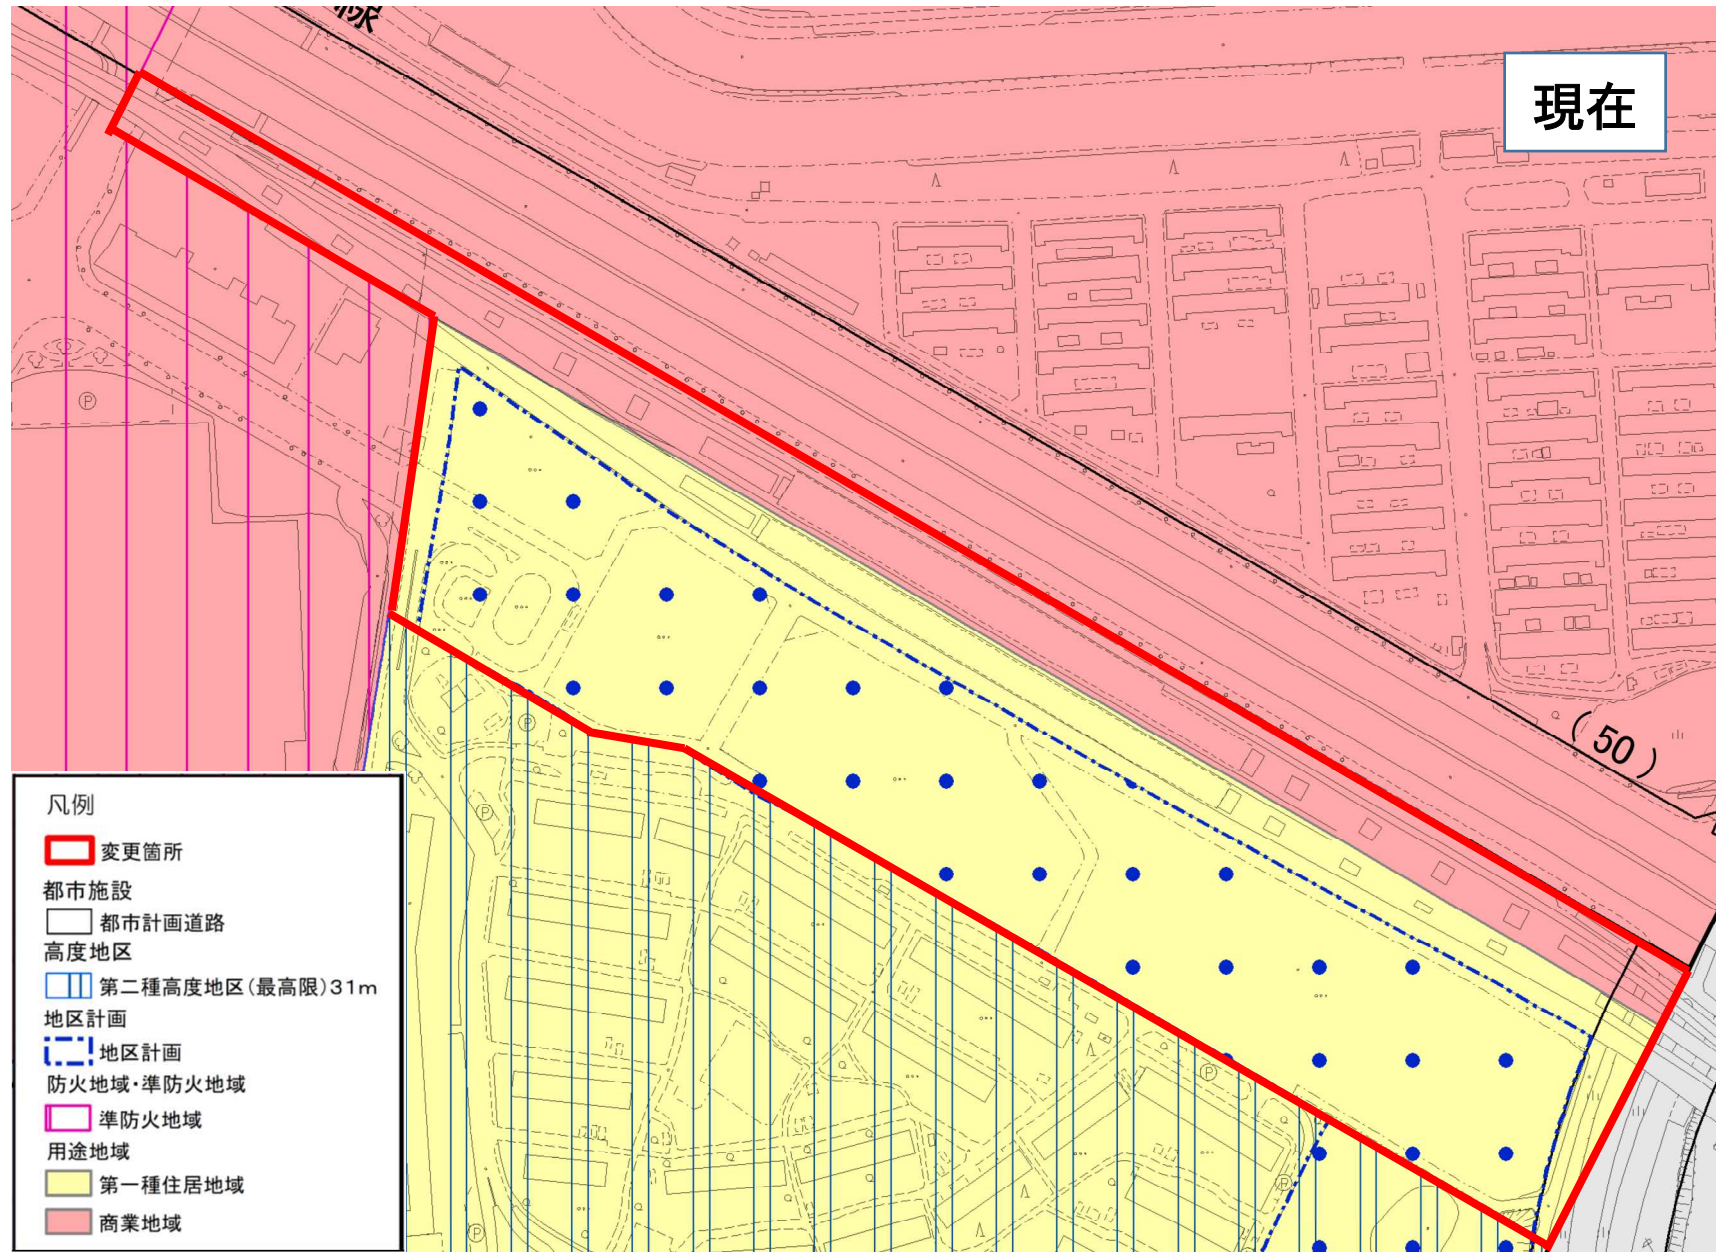 線
現在
(50)
P
P
P
P
P
P
P
凡例
変更箇所
都市施設
都市計画道路
高度地区
第二種高度地区(最高限)31m
地区計画
地区計画
防火地域・準防火地域
準防火地域
用途地域
第一種住居地域
商業地域